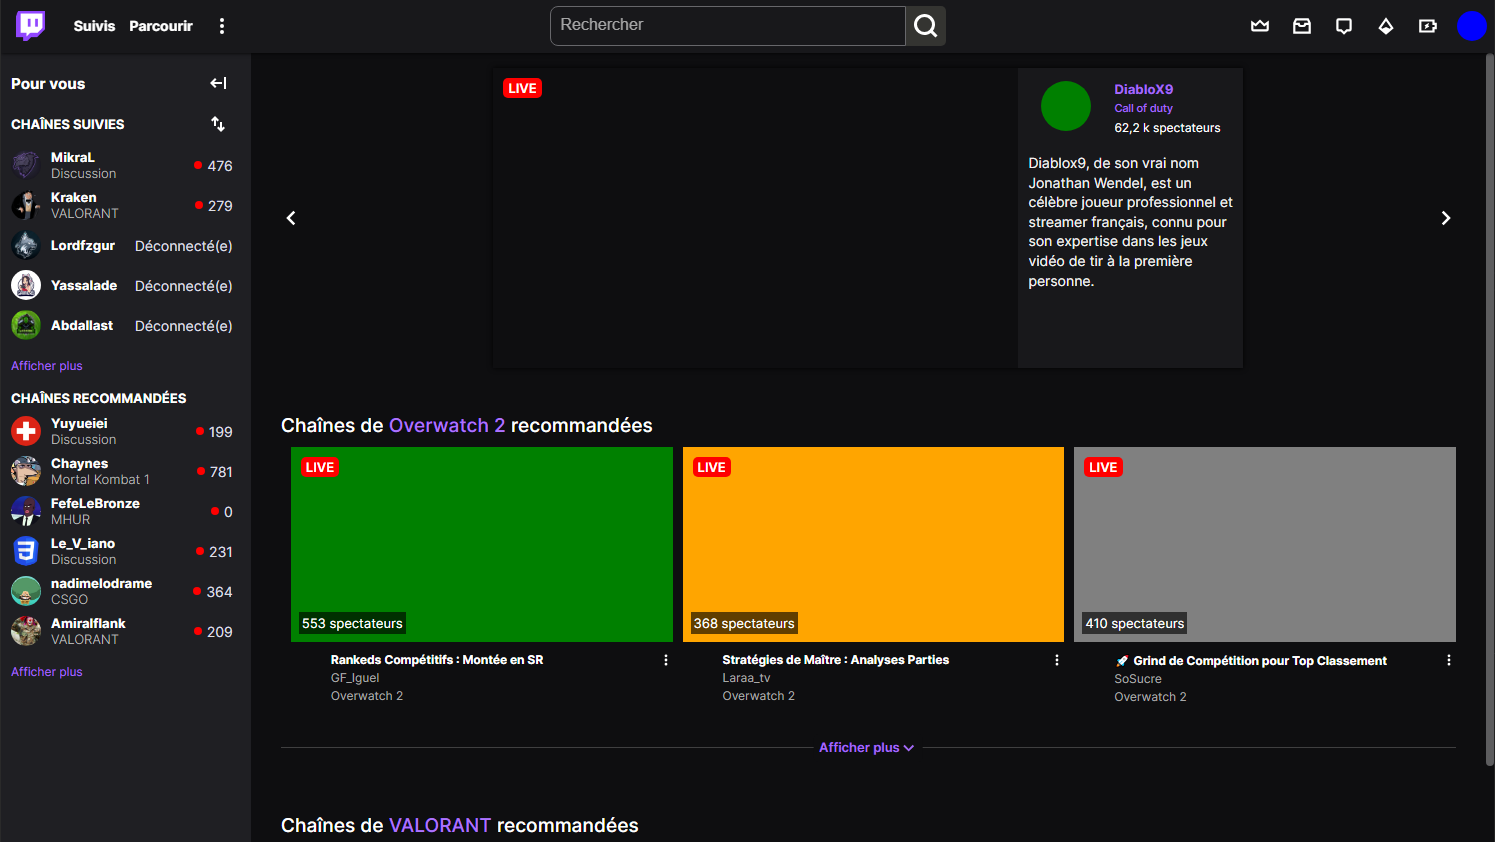 Suivis Parcourir
Rechercher
Pour vous
CHAÎNES SUIVIES
MikraL
Discussion
476
Kraken
VALORANT
279
Lordfzgur
Déconnecté(e)
Yassalade
Déconnecté(e)
Abdallast
Déconnecté(e)
Afficher plus
CHAÎNES RECOMMANDÉES
Yuyueiei
Discussion
199
Chaynes
Mortal Kombat 1
781
FefeLeBronze
MHUR
0
Le_V_iano
Discussion
231
nadimelodrame
CSGO
364
Amiralflank
VALORANT
209
Afficher plus
LIVE
DiabloX9
Call of duty
62,2 k spectateurs
Diablox9, de son vrai nom
Jonathan Wendel, est un
célèbre joueur professionnel et
streamer français, connu pour
son expertise dans les jeux
vidéo de tir à la première
personne.
Chaînes de Overwatch 2 recommandées
LIVE
553 spectateurs
Rankeds Compétitifs : Montée en SR
GF_Iguel
Overwatch 2
LIVE
368 spectateurs
Stratégies de Maître : Analyses Parties
Laraa_tv
Overwatch 2
LIVE
410 spectateurs
🚀 Grind de Compétition pour Top Classement
SoSucre
Overwatch 2
Afficher plus
Chaînes de VALORANT recommandées